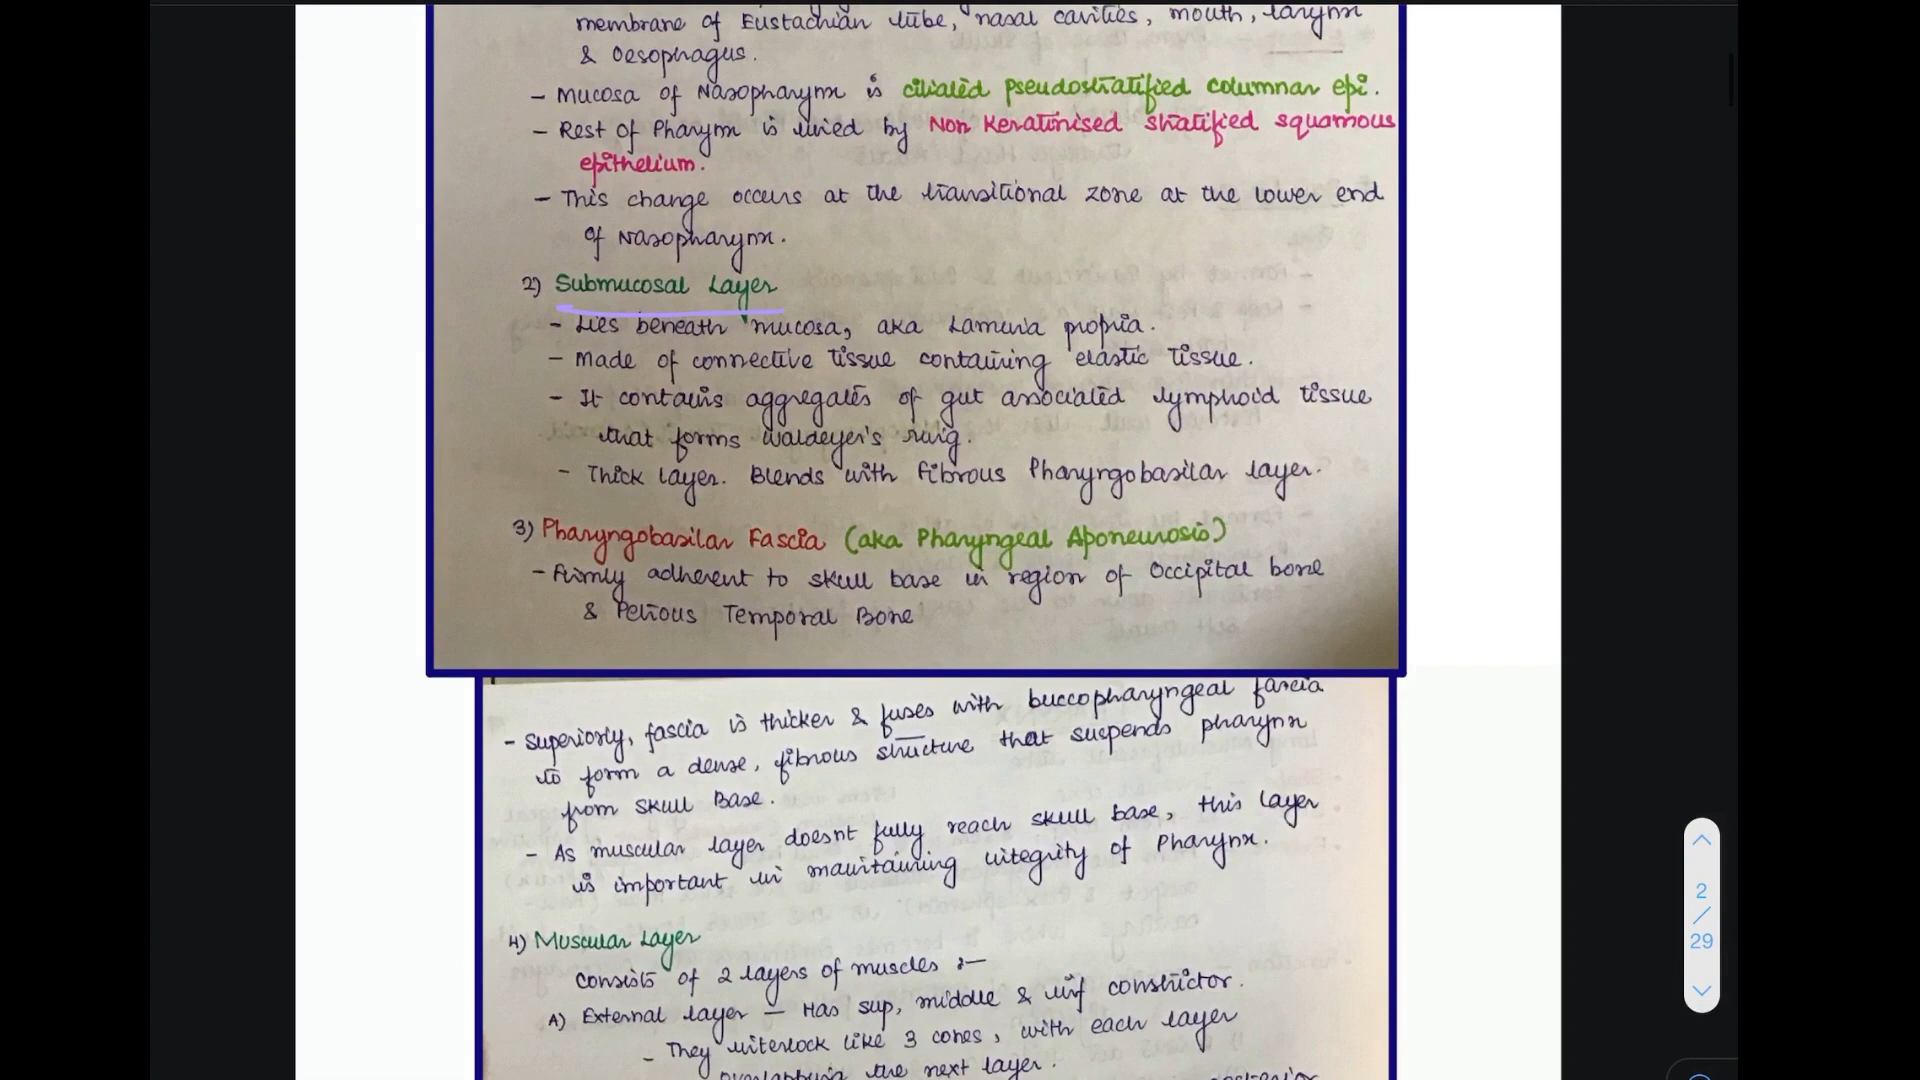 membrane of Eustachian tube, nasal cavities, mouth, larynx
& Oesophagus.
- Mucosa of Nasopharynx is ciliated pseudostratified columnar epi.
- Rest of Pharynx is lined by Non Keratinised stratified squamous
epithelium.
- This change occurs at the transitional zone at the lower end
of Nasopharynx.
2) Submucosal Layer
- Lies beneath mucosa, aka Lamina propria.
- Made of connective tissue containing elastic tissue.
- It contains aggregates of gut associated lymphoid tissue
that forms Waldeyer's ring.
- Thick layer. Blends with fibrous Pharyngobasilar layer.
3) Pharyngobasilar Fascia (aka Pharyngeal Aponeurosis)
- Firmly adherent to skull base in region of Occipital bone
& Petrous Temporal Bone
- Superiorly, fascia is thicker & fuses with buccopharyngeal fascia
to form a dense, fibrous structure that suspends pharynx
from Skull Base.
- As muscular layer doesnt fully reach skull base, this layer
is important in maintaining integrity of Pharynx.
4) Muscular Layer
Consists of 2 layers of muscles :-
A) External layer - Has sup, middle & inf constrictor.
- They interlock like 3 cones, with each layer
overlapping the next layer.
2
/
29